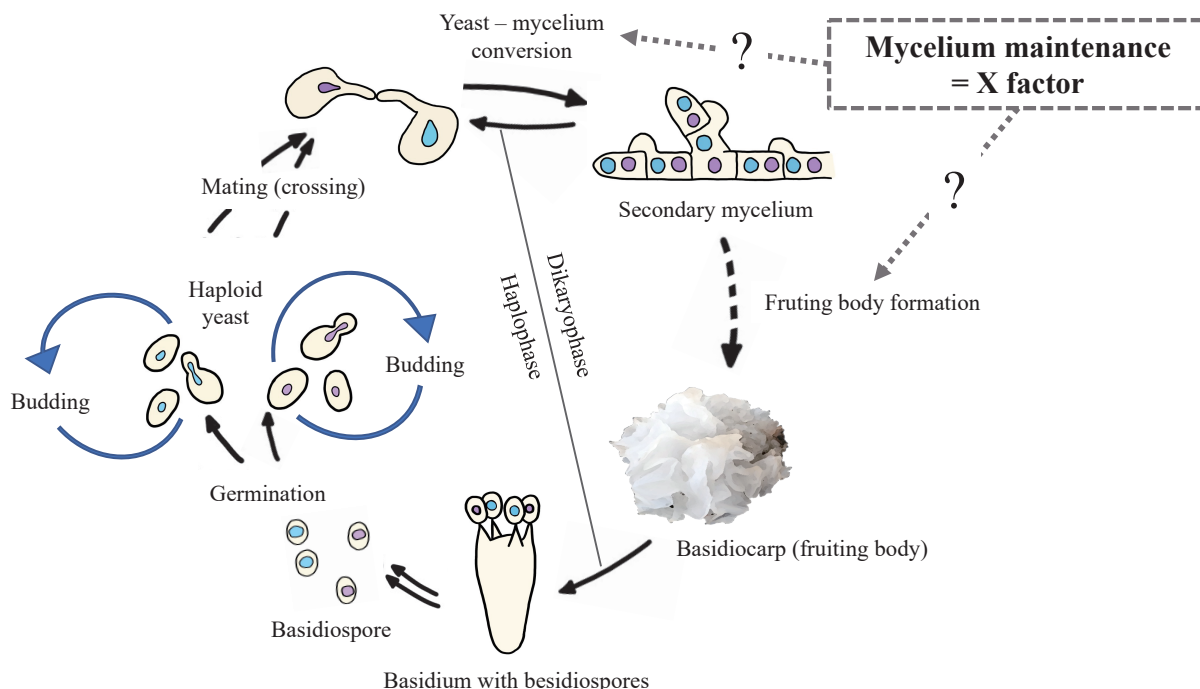 Yeast – mycelium
conversion
?
Mycelium maintenance
= X factor
Mating (crossing)
Secondary mycelium
?
Haploid
yeast
Dikaryophase
Haplophase
Fruting body formation
Budding
Budding
Germination
Basidiocarp (fruiting body)
Basidiospore
Basidium with besidiospores